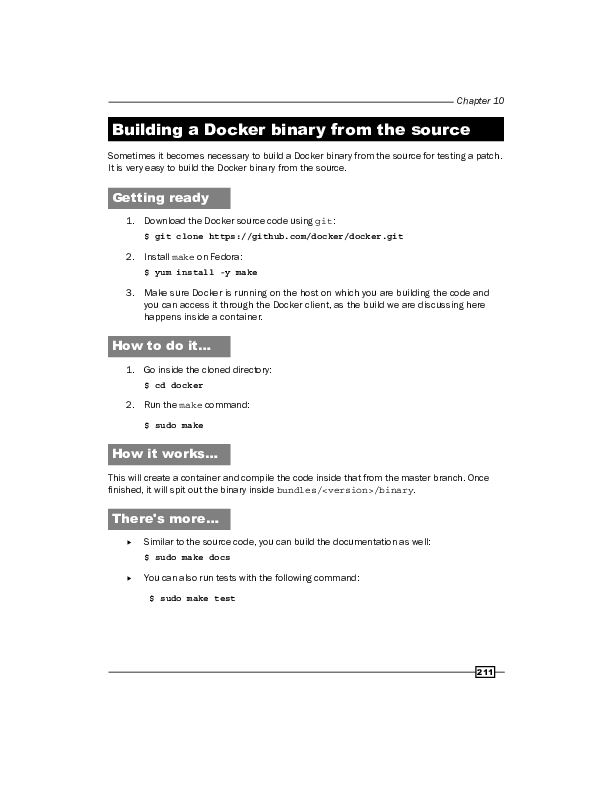 Chapter 10
Building a Docker binary from the source
Sometimes it becomes necessary to build a Docker binary from the source for testing a patch.
It is very easy to build the Docker binary from the source.
Getting ready
1. Download the Docker source code using git:
$ git clone https://github.com/docker/docker.git
2. Install make on Fedora:
$ yum install -y make
3. Make sure Docker is running on the host on which you are building the code and
you can access it through the Docker client, as the build we are discussing here
happens inside a container.
How to do it…
1. Go inside the cloned directory:
$ cd docker
2. Run the make command:
$ sudo make
How it works…
This will create a container and compile the code inside that from the master branch. Once
finished, it will spit out the binary inside bundles/<version>/binary.
There's more…
► Similar to the source code, you can build the documentation as well:
$ sudo make docs
► You can also run tests with the following command:
$ sudo make test
211